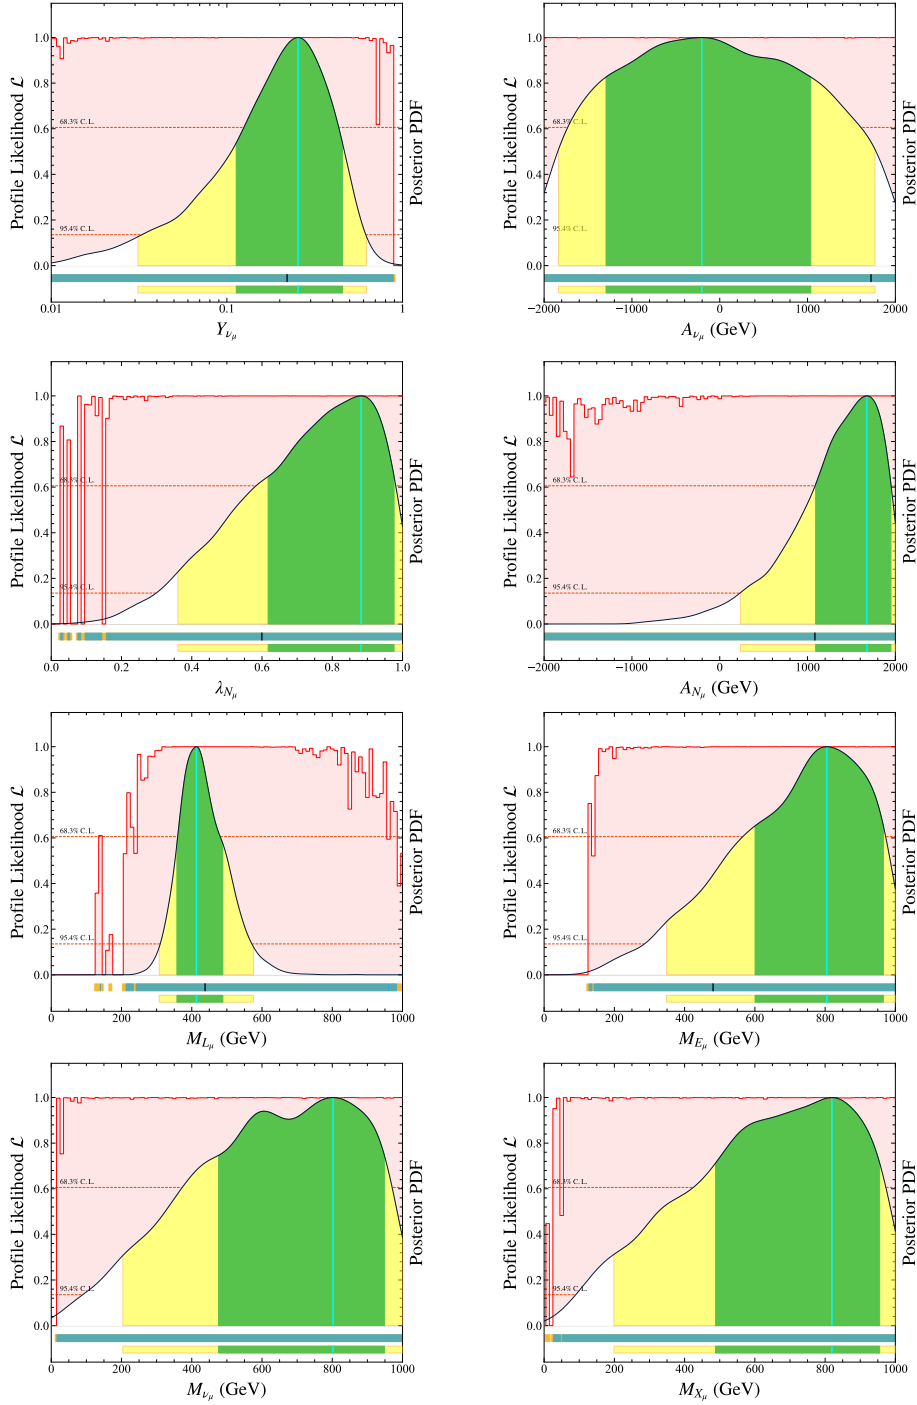 Profile Likelihood ℒ
1.0
0.8
0.6
0.4
0.2
0.0
68.3% C.L.
95.4% C.L.
0.01 0.1 1
Y_{ν_μ}
Posterior PDF
Profile Likelihood ℒ
1.0
0.8
0.6
0.4
0.2
0.0
68.3% C.L.
95.4% C.L.
−2000 −1000 0 1000 2000
A_{ν_μ} (GeV)
Posterior PDF
Profile Likelihood ℒ
1.0
0.8
0.6
0.4
0.2
0.0
68.3% C.L.
95.4% C.L.
0.0 0.2 0.4 0.6 0.8 1.0
λ_{N_μ}
Posterior PDF
Profile Likelihood ℒ
1.0
0.8
0.6
0.4
0.2
0.0
68.3% C.L.
95.4% C.L.
−2000 −1000 0 1000 2000
A_{N_μ} (GeV)
Posterior PDF
Profile Likelihood ℒ
1.0
0.8
0.6
0.4
0.2
0.0
68.3% C.L.
95.4% C.L.
0 200 400 600 800 1000
M_{L_μ} (GeV)
Posterior PDF
Profile Likelihood ℒ
1.0
0.8
0.6
0.4
0.2
0.0
68.3% C.L.
95.4% C.L.
0 200 400 600 800 1000
M_{E_μ} (GeV)
Posterior PDF
Profile Likelihood ℒ
1.0
0.8
0.6
0.4
0.2
0.0
68.3% C.L.
95.4% C.L.
0 200 400 600 800 1000
M_{ν_μ} (GeV)
Posterior PDF
Profile Likelihood ℒ
1.0
0.8
0.6
0.4
0.2
0.0
68.3% C.L.
95.4% C.L.
0 200 400 600 800 1000
M_{X_μ} (GeV)
Posterior PDF